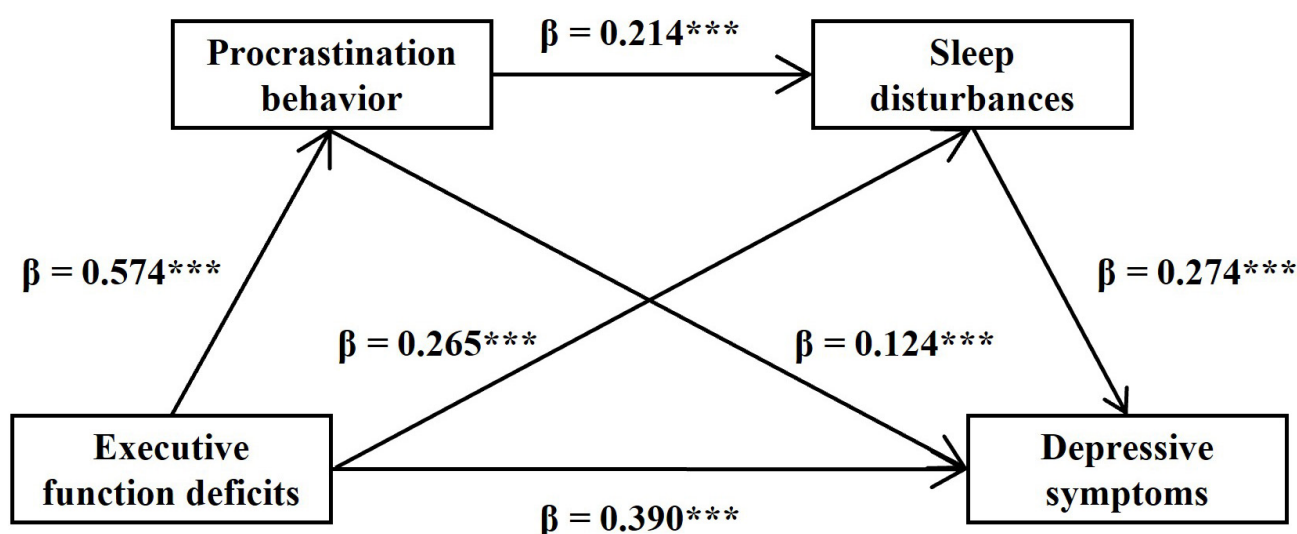 β = 0.214***
Procrastination
behavior
Sleep
disturbances
β = 0.574***
β = 0.274***
β = 0.265***
β = 0.124***
Executive
function deficits
Depressive
symptoms
β = 0.390***